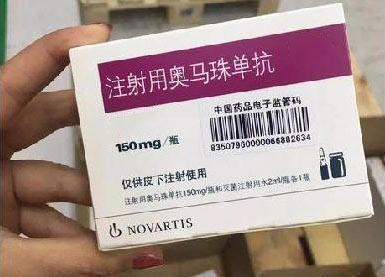 注射用奥马珠单抗
中国药品电子监管码
150mg/瓶
83507900000066882634
仅供皮下注射使用
注射用奥马珠单抗150mg/瓶和灭菌注射用水2ml/瓶各1瓶
NOVARTIS